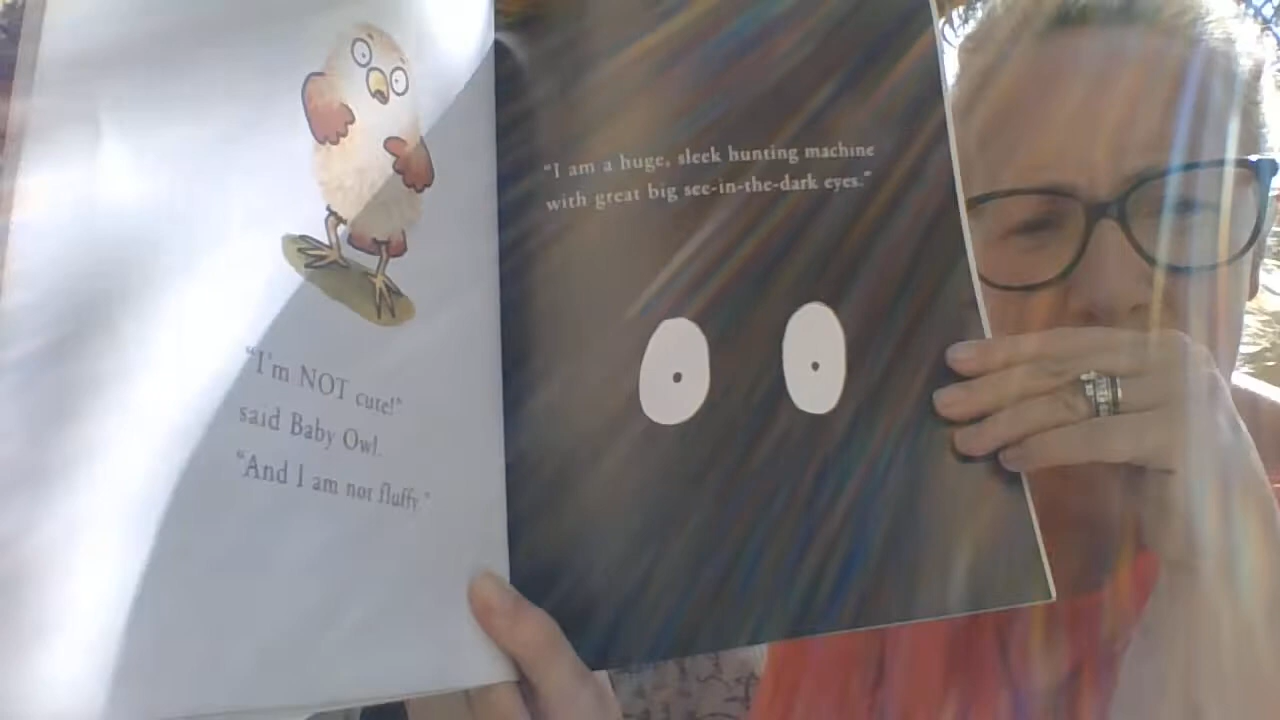 "I'm NOT cute!"
said Baby Owl.
"And I am not fluffy."
"I am a huge, sleek hunting machine
with great big see-in-the-dark eyes."